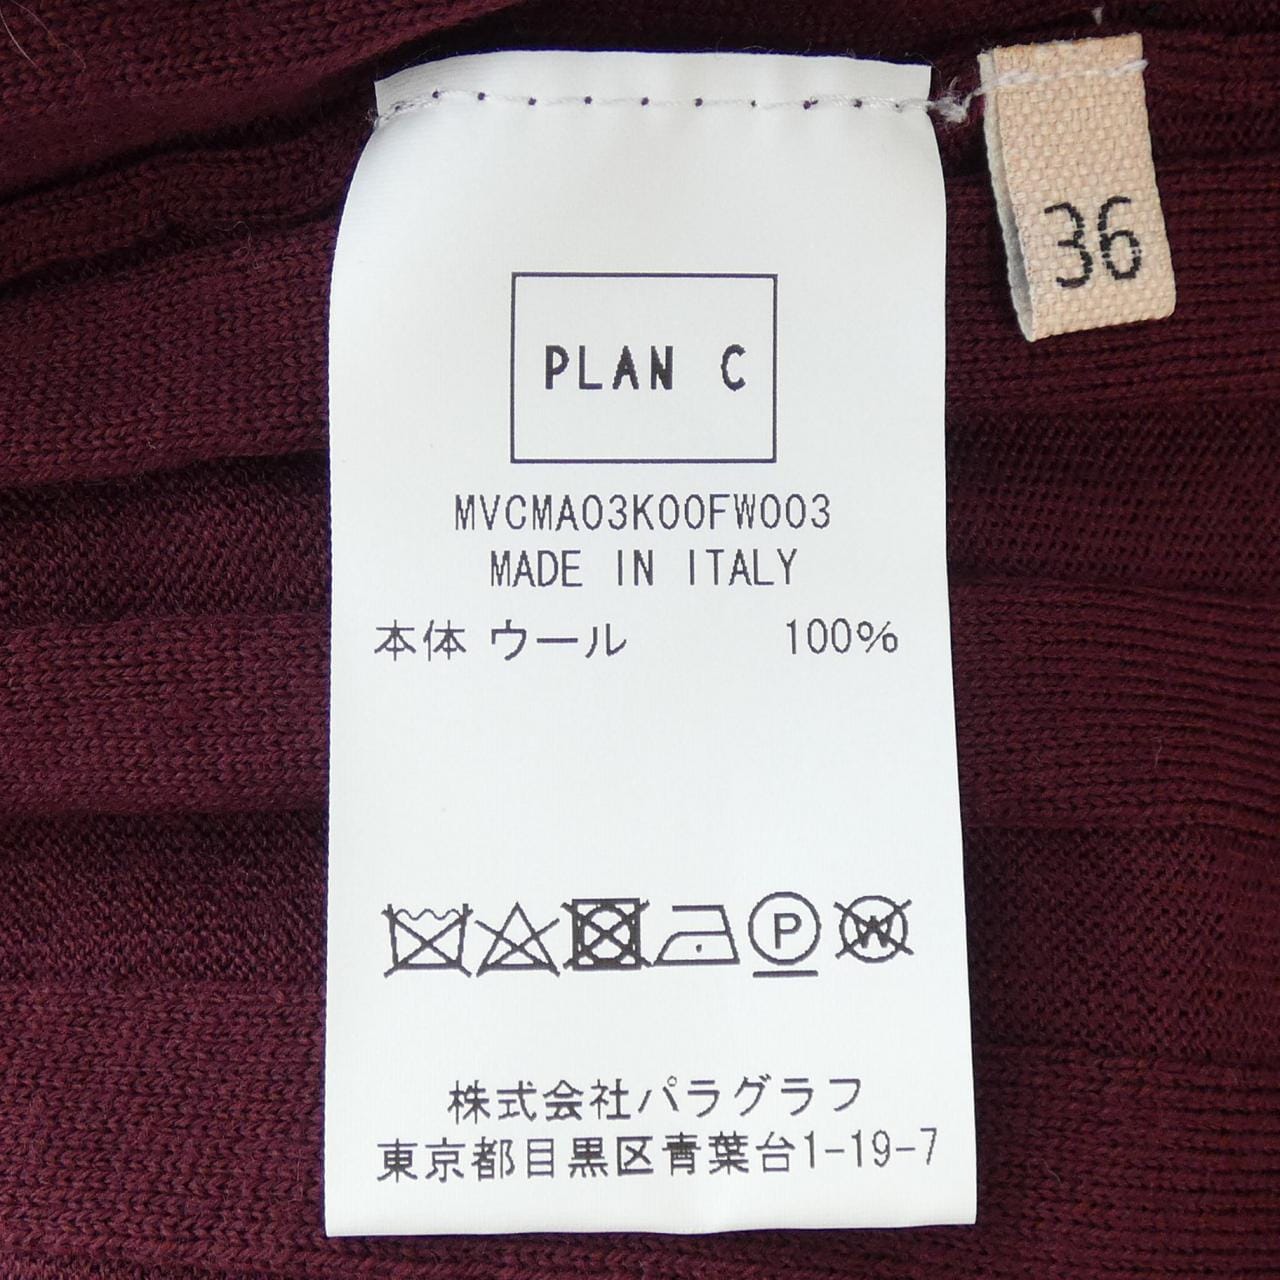 36
PLAN C
MVCMA03K00FW003
MADE IN ITALY
本体 ウール 100%
P
W
株式会社パラグラフ
東京都目黒区青葉台1-19-7